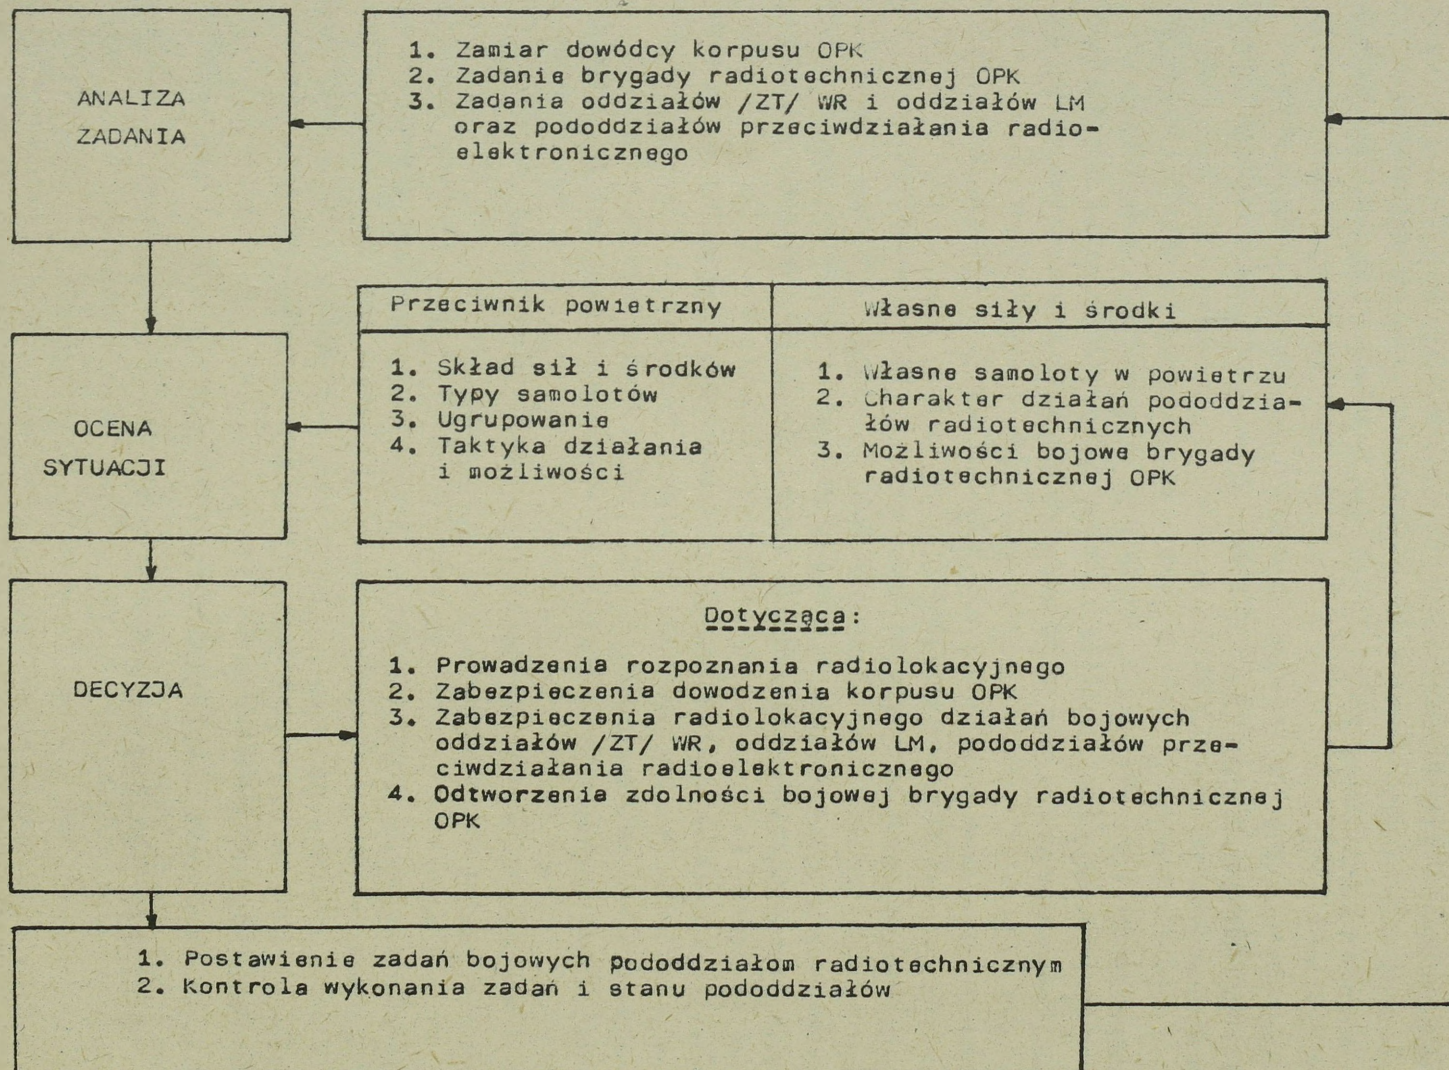 ANALIZA
ZADANIA
1. Zamiar dowódcy korpusu OPK
2. Zadanie brygady radiotechnicznej OPK
3. Zadania oddziałów /ZT/ WR i oddziałów LM
oraz pododdziałów przeciwdziałania radio-
elektronicznego
OCENA
SYTUACJI
Przeciwnik powietrzny
1. Skład sił i środków
2. Typy samolotów
3. Ugrupowanie
4. Taktyka działania
i możliwości
Własne siły i środki
1. Własne samoloty w powietrzu
2. Charakter działań pododdzia-
łów radiotechnicznych
3. Możliwości bojowe brygady
radiotechnicznej OPK
DECYZJA
Dotycząca:
1. Prowadzenia rozpoznania radiolokacyjnego
2. Zabezpieczenia dowodzenia korpusu OPK
3. Zabezpieczenia radiolokacyjnego działań bojowych
oddziałów /ZT/ WR, oddziałów LM, pododdziałów prze-
ciwdziałania radioelektronicznego
4. Odtworzenia zdolności bojowej brygady radiotechnicznej
OPK
1. Postawienie zadań bojowych pododdziałom radiotechnicznym
2. Kontrola wykonania zadań i stanu pododdziałów